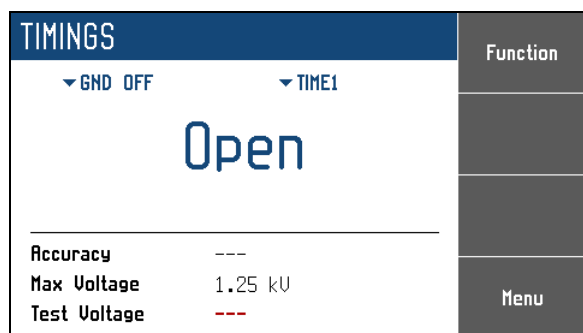 TIMINGS
Function
GND OFF TIME1
Open
Accuracy ---
Max Voltage 1.25 kV
Test Voltage ---
Menu